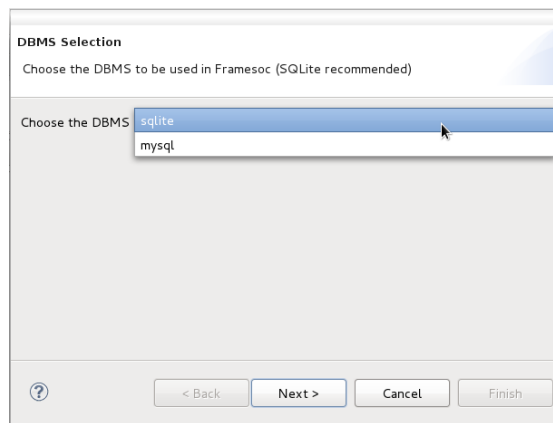 DBMS Selection
Choose the DBMS to be used in Framesoc (SQLite recommended)
Choose the DBMS sqlite
mysql
? < Back Next > Cancel Finish